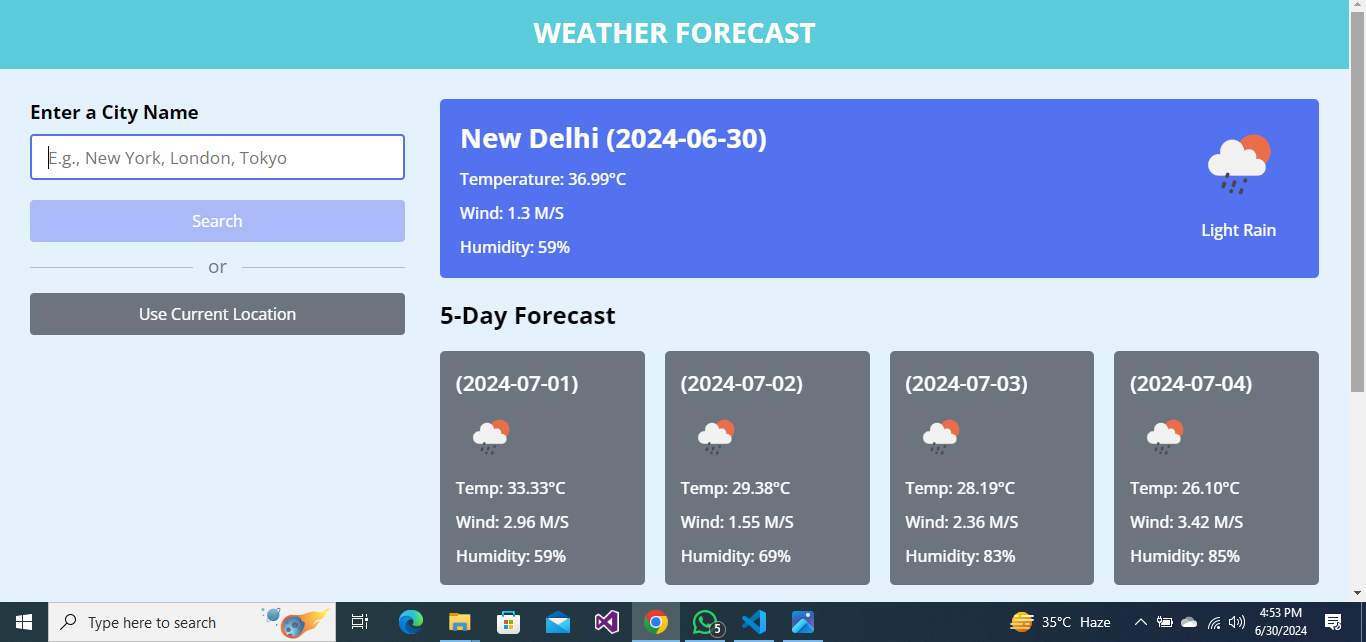 WEATHER FORECAST
Enter a City Name
E.g., New York, London, Tokyo
Search
or
Use Current Location
New Delhi (2024-06-30)
Temperature: 36.99°C
Wind: 1.3 M/S
Humidity: 59%
Light Rain
5-Day Forecast
(2024-07-01)
Temp: 33.33°C
Wind: 2.96 M/S
Humidity: 59%
(2024-07-02)
Temp: 29.38°C
Wind: 1.55 M/S
Humidity: 69%
(2024-07-03)
Temp: 28.19°C
Wind: 2.36 M/S
Humidity: 83%
(2024-07-04)
Temp: 26.10°C
Wind: 3.42 M/S
Humidity: 85%
Type here to search
5
35°C Haze
4:53 PM
6/30/2024